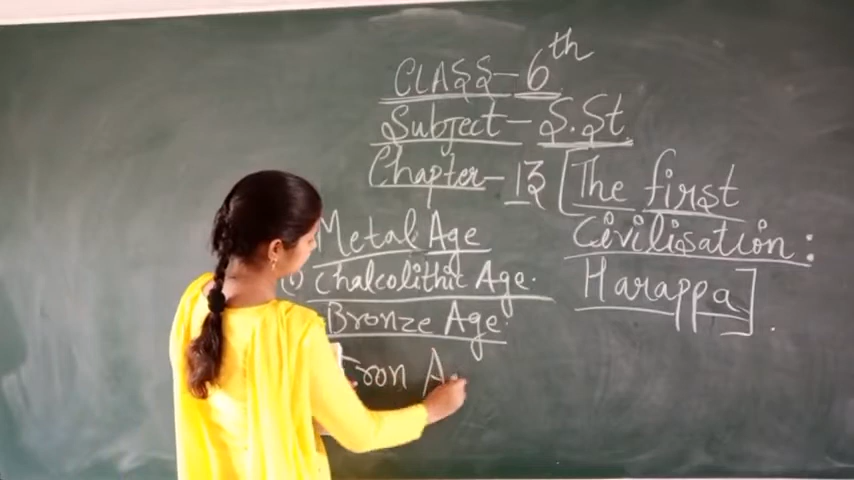 CLASS - 6th
Subject - S.St
Chapter - 13 [The first
Civilisation:
Harappa]
Metal Age
Chalcolithic Age.
Bronze Age.
Iron A